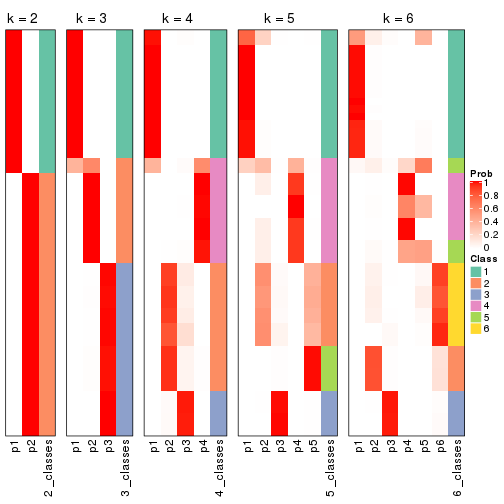 k = 2
k = 3
k = 4
k = 5
k = 6
Prob
1
0.8
0.6
0.4
0.2
0
Class
1
2
3
4
5
6
p1
p2
2_classes
p1
p2
p3
3_classes
p1
p2
p3
p4
4_classes
p1
p2
p3
p4
p5
5_classes
p1
p2
p3
p4
p5
p6
6_classes